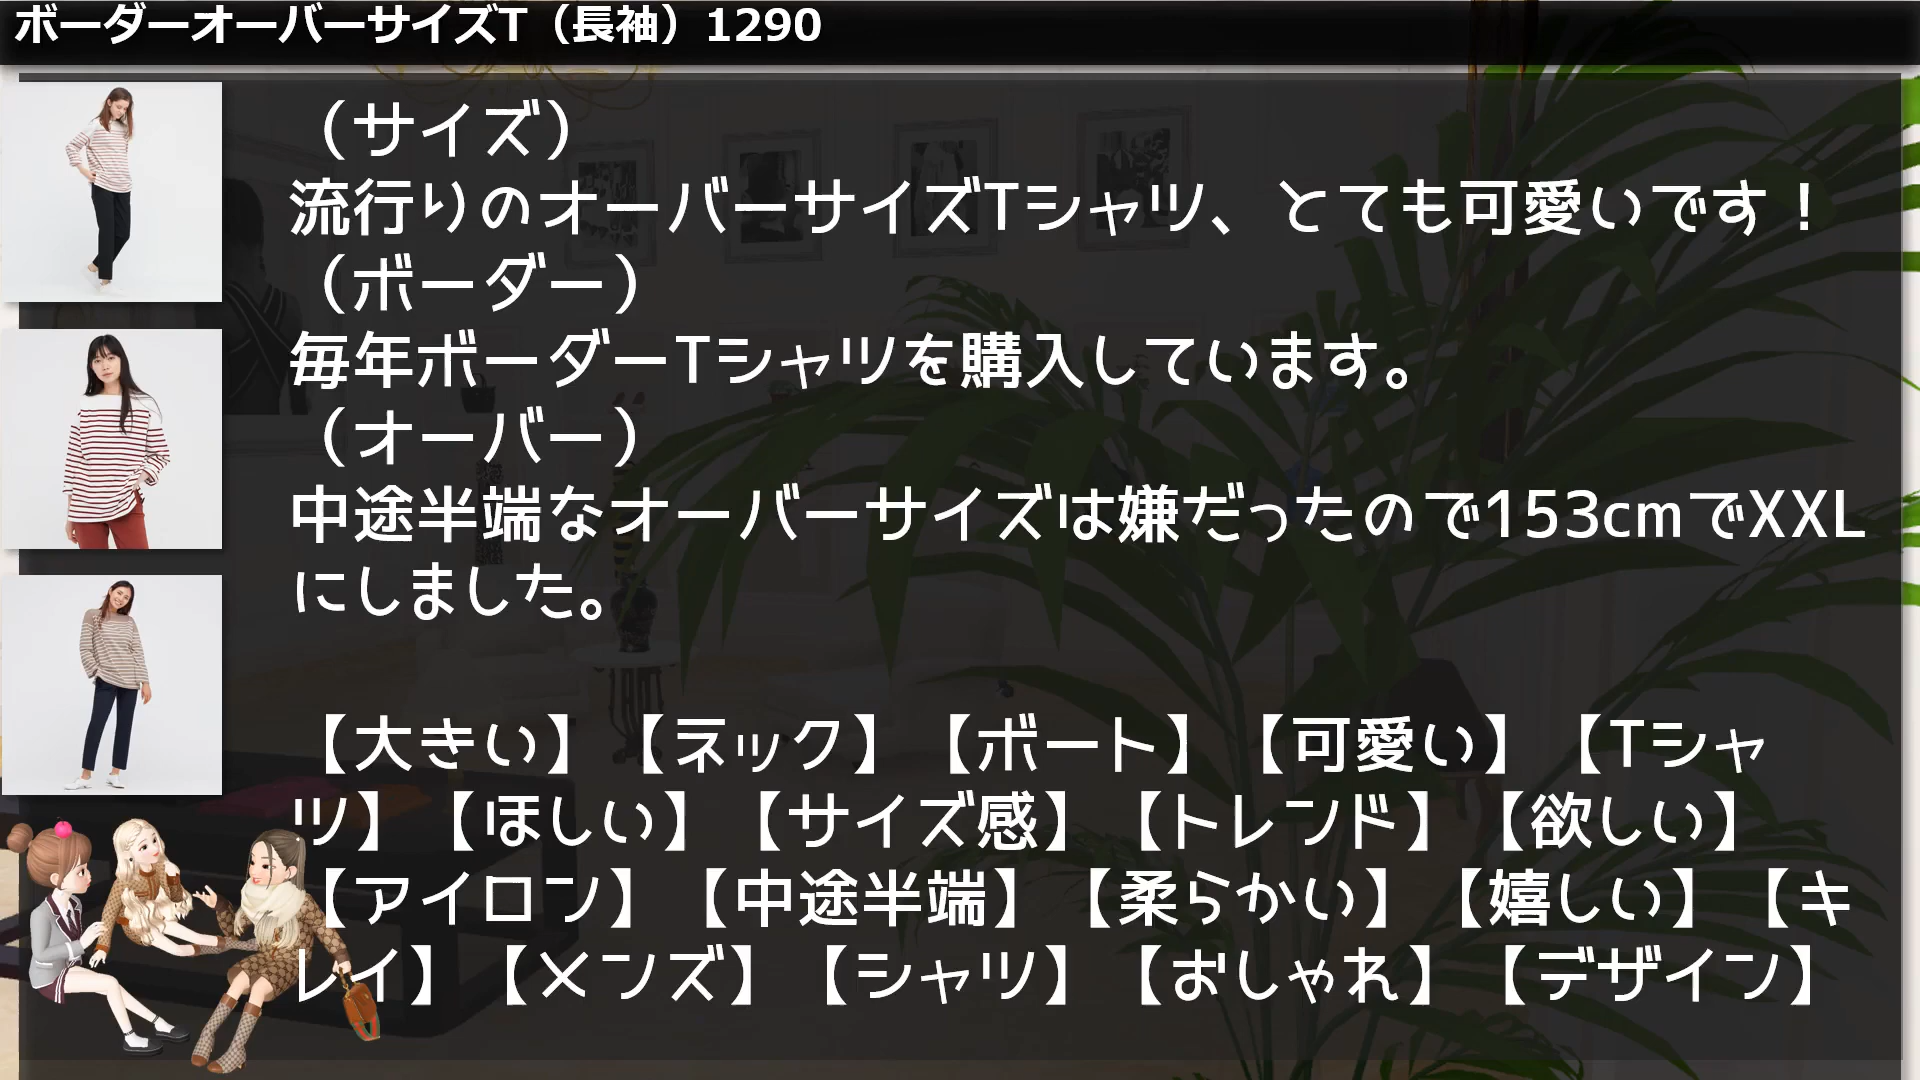 ボーダーオーバーサイズT（長袖）1290
（サイズ）
流行りのオーバーサイズTシャツ、とても可愛いです！
（ボーダー）
毎年ボーダーTシャツを購入しています。
（オーバー）
中途半端なオーバーサイズは嫌だったので153cmでXXL
にしました。
【大きい】【ネック】【ボート】【可愛い】【Tシャ
ツ】【ほしい】【サイズ感】【トレンド】【欲しい】
【アイロン】【中途半端】【柔らかい】【嬉しい】【キ
レイ】【メンズ】【シャツ】【おしゃれ】【デザイン】